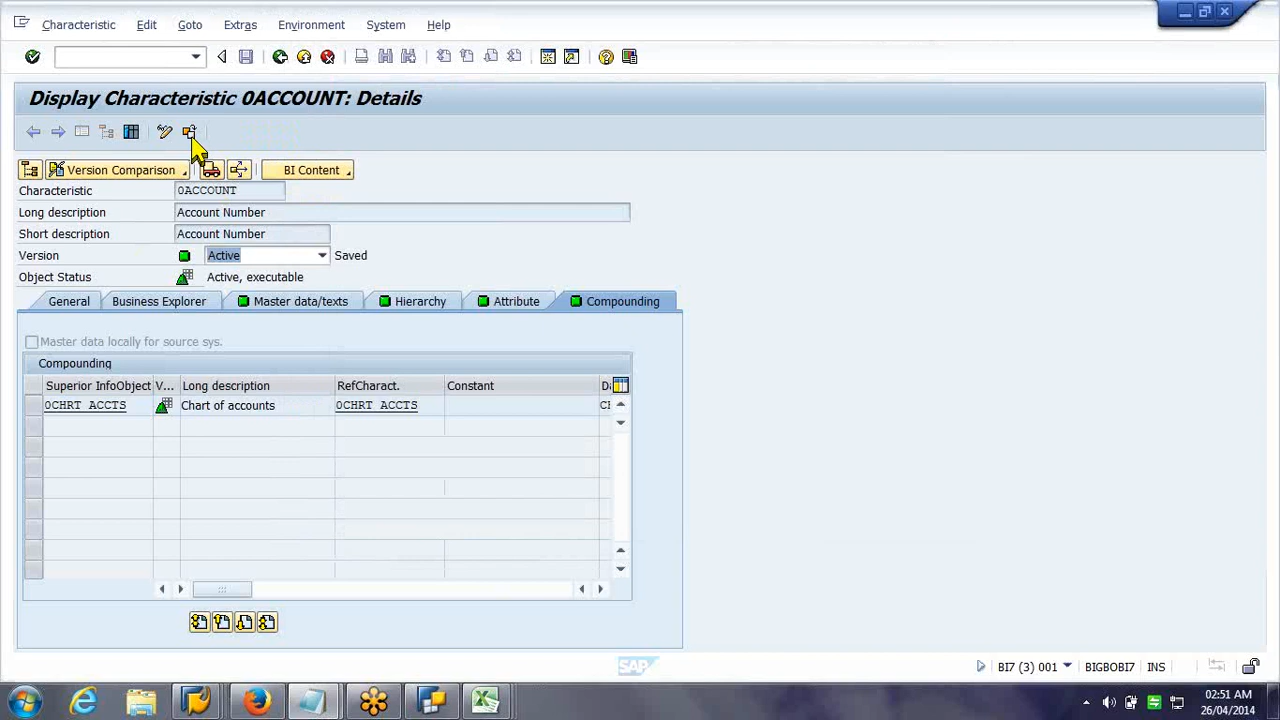 Characteristic Edit Goto Extras Environment System Help
Display Characteristic 0ACCOUNT: Details
Version Comparison BI Content
Characteristic 0ACCOUNT
Long description Account Number
Short description Account Number
Version Active Saved
Object Status Active, executable
General Business Explorer Master data/texts Hierarchy Attribute Compounding
Master data locally for source sys.
Compounding
Superior InfoObject V... Long description RefCharact. Constant
0CHRT_ACCTS Chart of accounts 0CHRT_ACCTS
SAP BI7 (3) 001 BIGBOBI7 INS
02:51 AM
26/04/2014